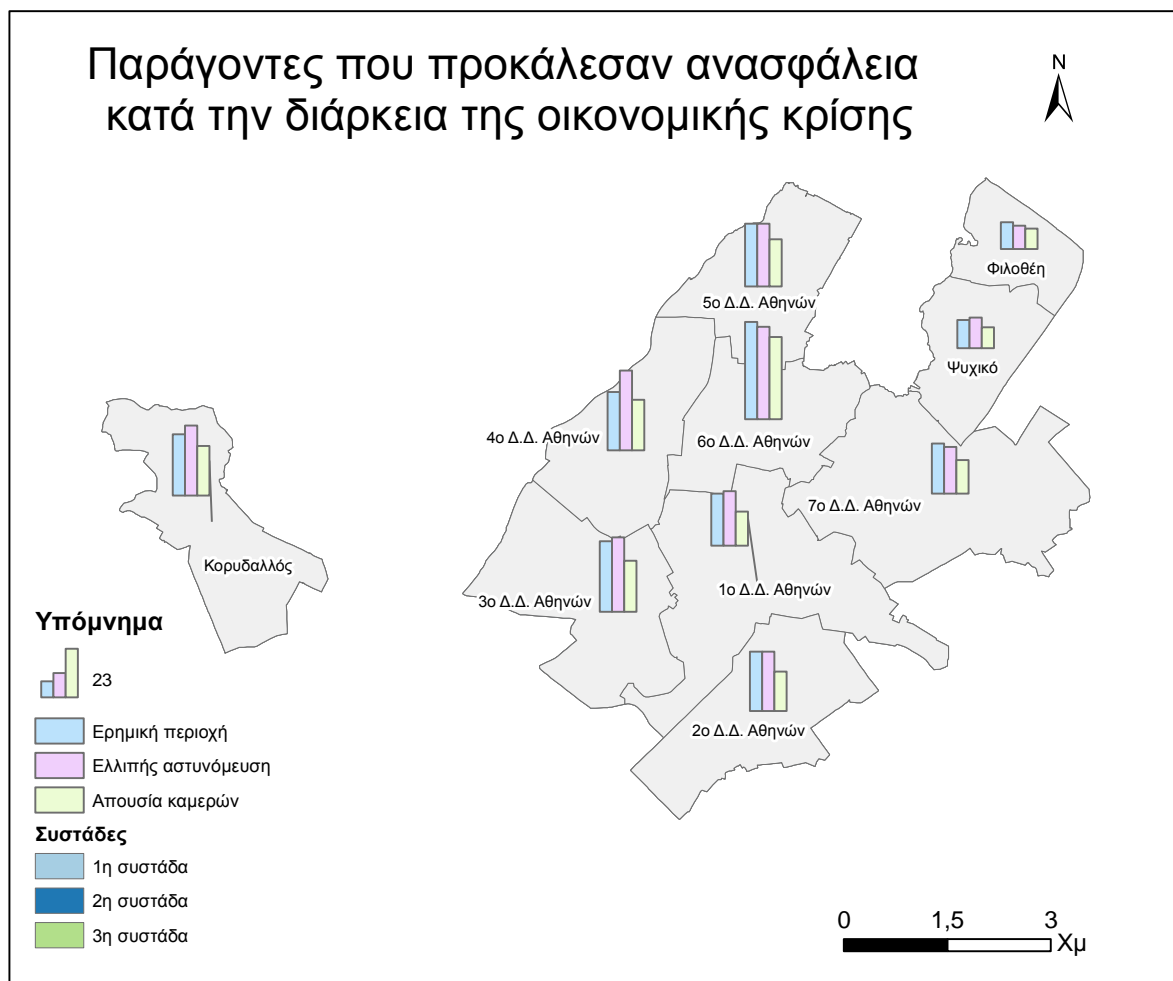 Παράγοντες που προκάλεσαν ανασφάλεια
κατά την διάρκεια της οικονομικής κρίσης
N
Φιλοθέη
5ο Δ.Δ. Αθηνών
Ψυχικό
4ο Δ.Δ. Αθηνών
6ο Δ.Δ. Αθηνών
7ο Δ.Δ. Αθηνών
Κορυδαλλός
3ο Δ.Δ. Αθηνών
1ο Δ.Δ. Αθηνών
2ο Δ.Δ. Αθηνών
Υπόμνημα
23
Ερημική περιοχή
Ελλιπής αστυνόμευση
Απουσία καμερών
Συστάδες
1η συστάδα
2η συστάδα
3η συστάδα
0 1,5 3
Χμ